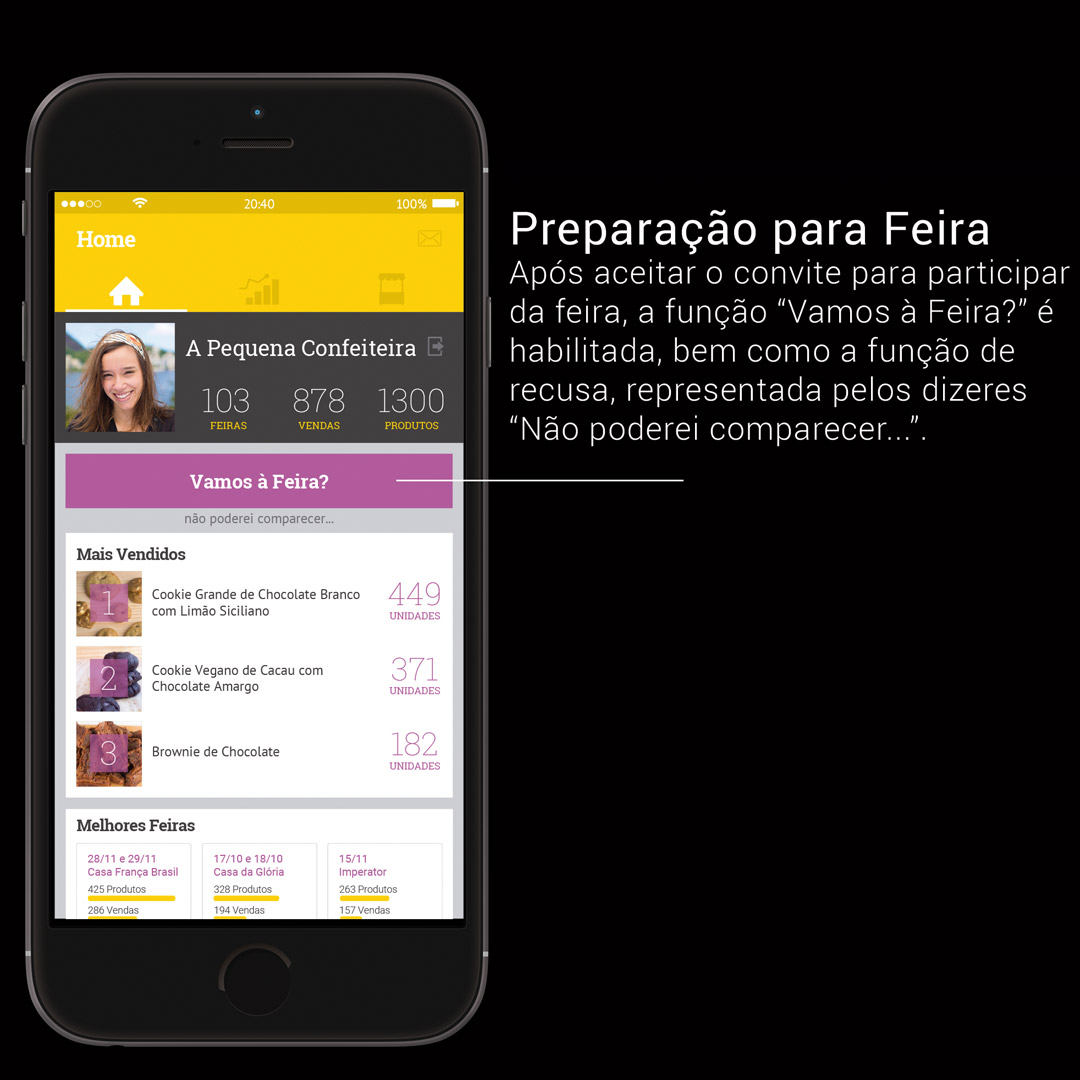 20:40
100%
Home
A Pequena Confeiteira
103 878 1300
FEIRAS VENDAS PRODUTOS
Vamos à Feira?
não poderei comparecer...
Mais Vendidos
1
Cookie Grande de Chocolate Branco
com Limão Siciliano
449
UNIDADES
2
Cookie Vegano de Cacau com
Chocolate Amargo
371
UNIDADES
3
Brownie de Chocolate
182
UNIDADES
Melhores Feiras
28/11 e 29/11
Casa França Brasil
425 Produtos
286 Vendas
17/10 e 18/10
Casa da Glória
328 Produtos
194 Vendas
15/11
Imperator
263 Produtos
157 Vendas
Preparação para Feira
Após aceitar o convite para participar
da feira, a função “Vamos à Feira?” é
habilitada, bem como a função de
recusa, representada pelos dizeres
“Não poderei comparecer...”.